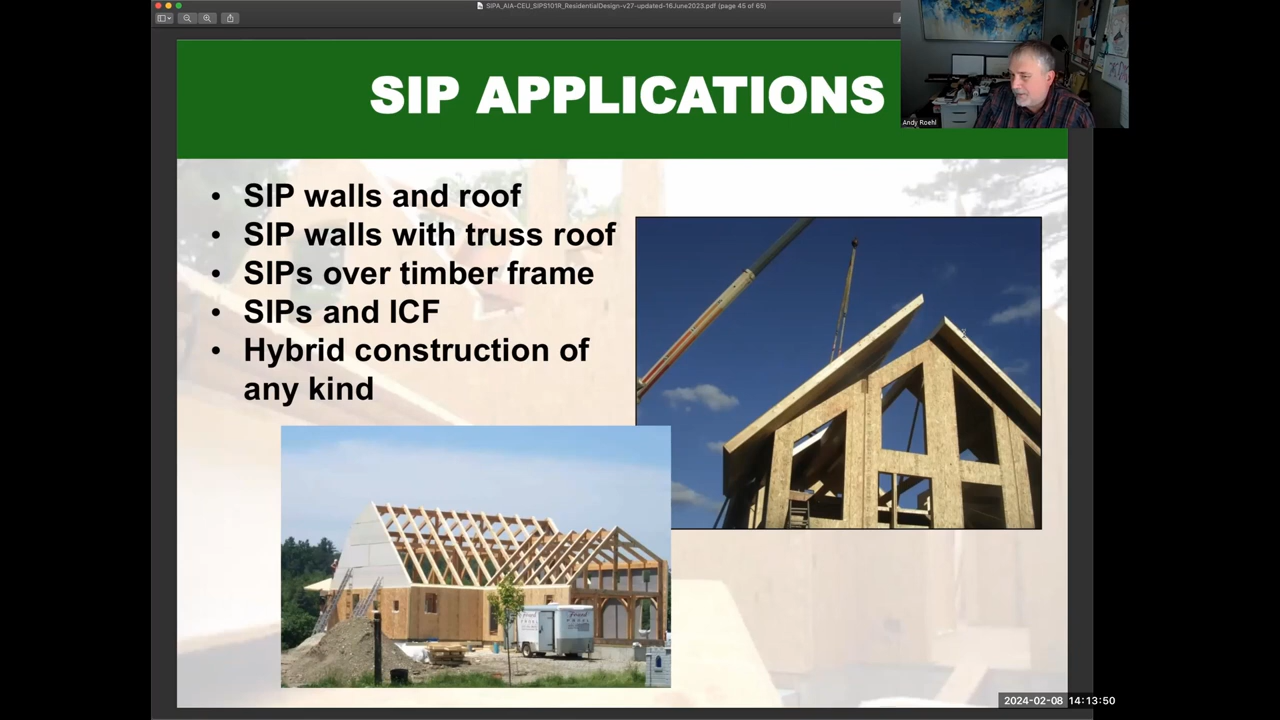 SIPA_AIA-CEU_SIPS101R_ResidentialDesign-v27-updated-16June2023.pdf (page 45 of 65)
SIP APPLICATIONS
Andy Roehl
• SIP walls and roof
• SIP walls with truss roof
• SIPs over timber frame
• SIPs and ICF
• Hybrid construction of
any kind
2024-02-08 14:13:50